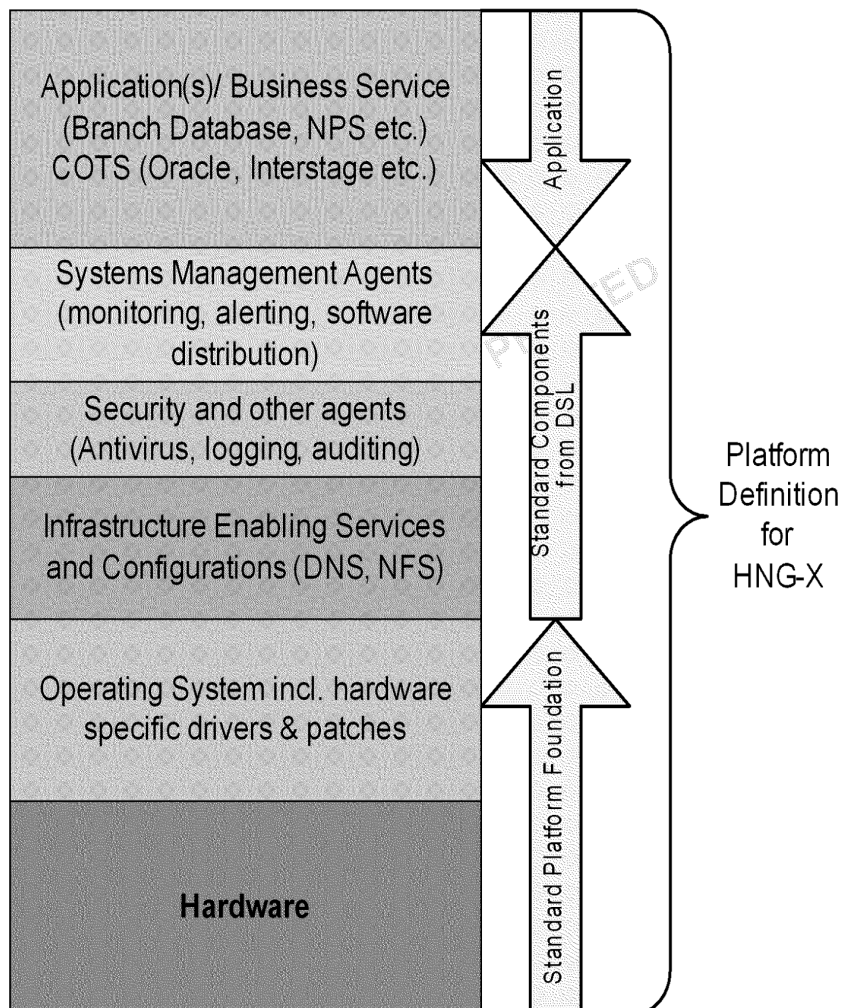 Application(s)/ Business Service
(Branch Database, NPS etc.)
COTS (Oracle, Interstage etc.)
Systems Management Agents
(monitoring, alerting, software
distribution)
Security and other agents
(Antivirus, logging, auditing)
Infrastructure Enabling Services
and Configurations (DNS, NFS)
Operating System incl. hardware
specific drivers & patches
Hardware
Application
Standard Components
from DSL
Standard Platform Foundation
Platform
Definition
for
HNG-X